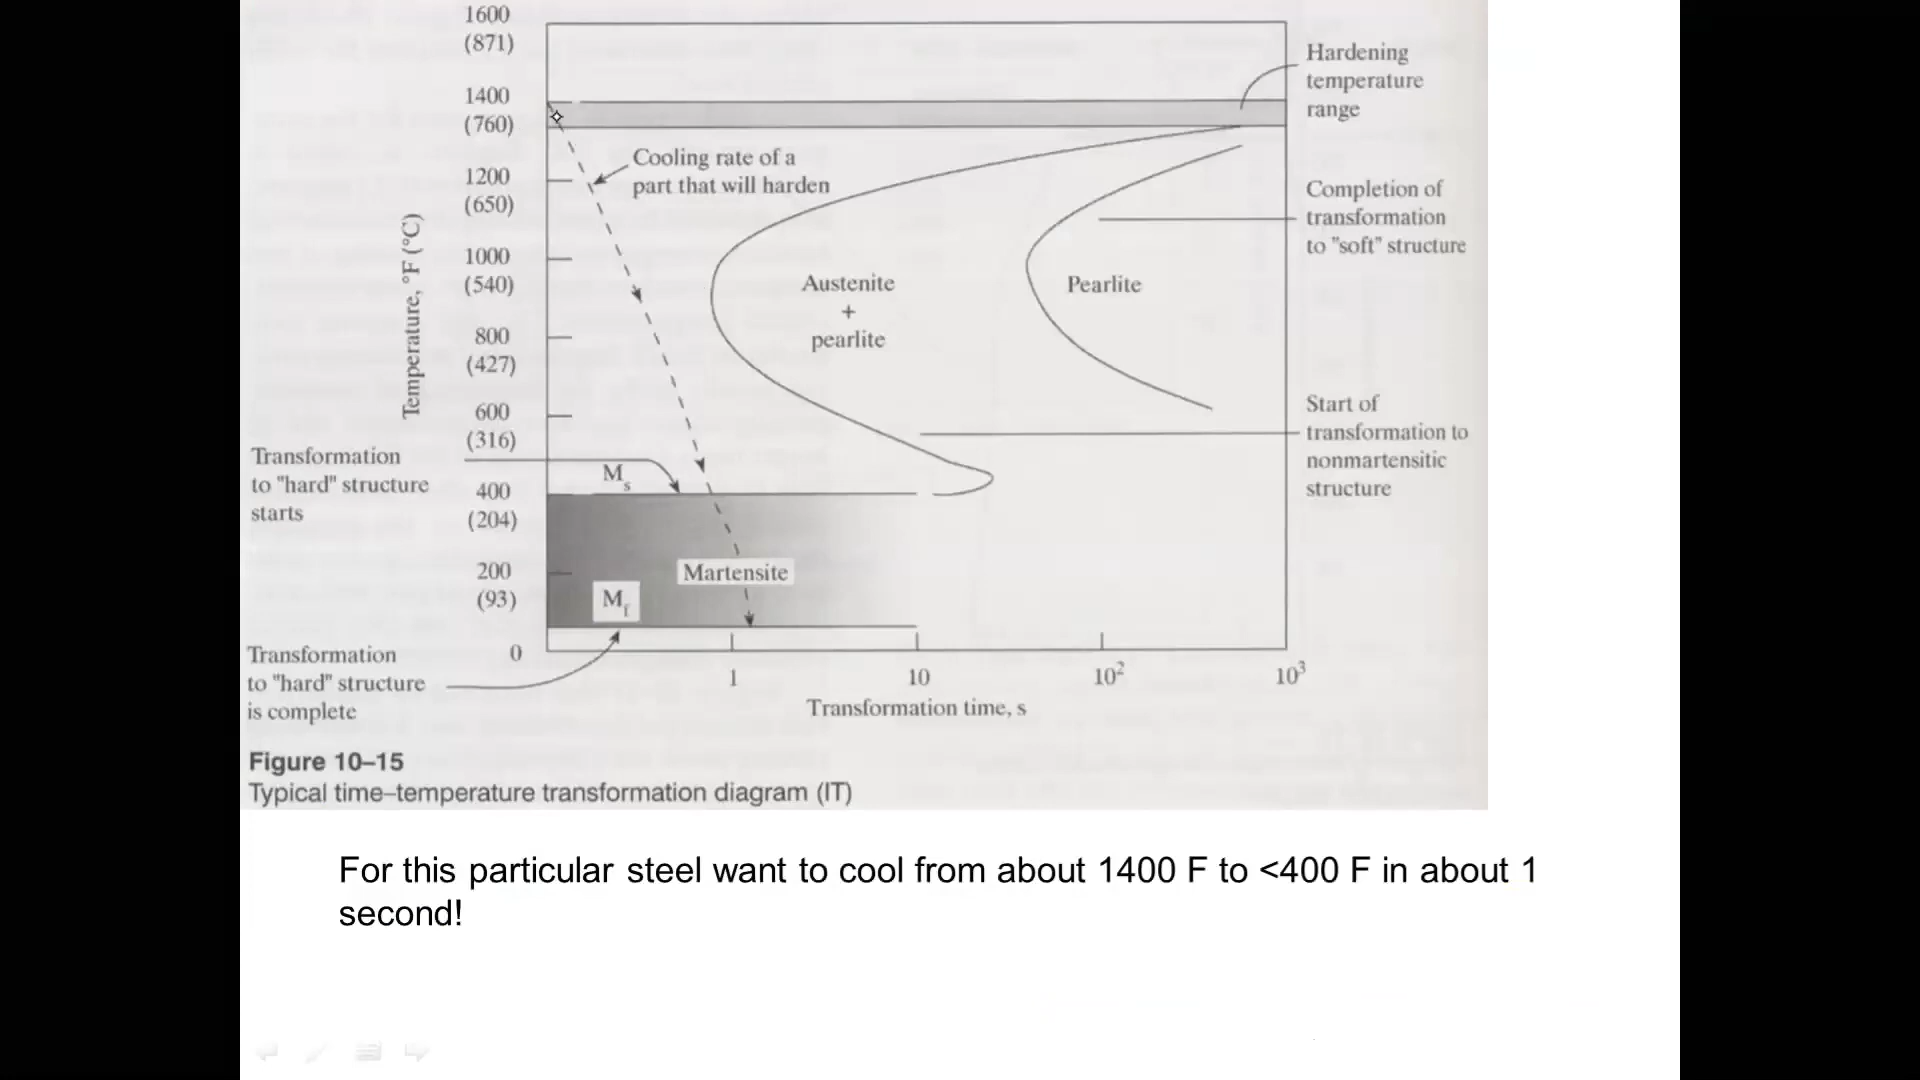 1600
(871)
1400
(760)
1200
(650)
1000
(540)
800
(427)
600
(316)
400
(204)
200
(93)
0
Temperature, °F (°C)
Hardening
temperature
range
Cooling rate of a
part that will harden
Completion of
transformation
to "soft" structure
Austenite
+
pearlite
Pearlite
Start of
transformation to
nonmartensitic
structure
Transformation
to "hard" structure
starts
Ms
Martensite
Mf
Transformation
to "hard" structure
is complete
1
10
10²
10³
Transformation time, s
Figure 10–15
Typical time–temperature transformation diagram (IT)
For this particular steel want to cool from about 1400 F to <400 F in about 1
second!